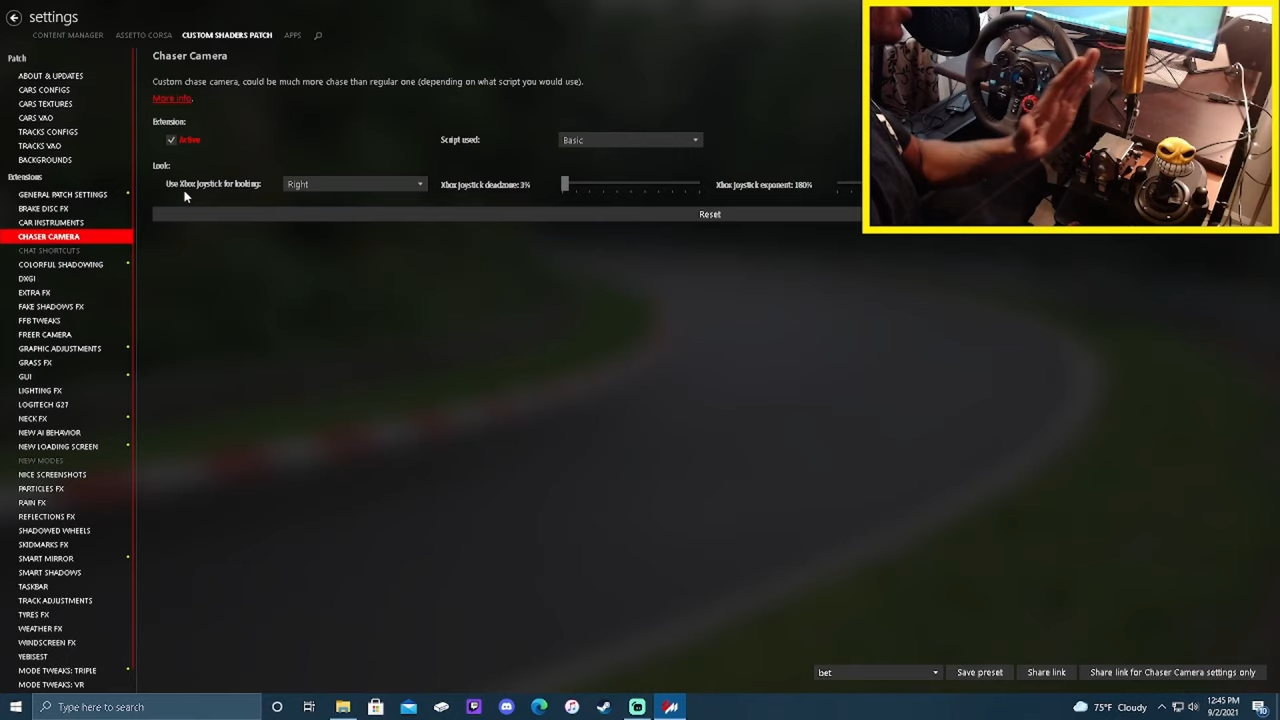 settings
CONTENT MANAGER ASSETTO CORSA CUSTOM SHADERS PATCH APPS
Patch
ABOUT & UPDATES
CARS CONFIGS
CARS TEXTURES
CARS VAO
TRACKS CONFIGS
TRACKS VAO
BACKGROUNDS
Extensions
GENERAL PATCH SETTINGS
BRAKE DISC FX
CAR INSTRUMENTS
CHASER CAMERA
CHAT SHORTCUTS
COLORFUL SHADOWING
DXGI
EXTRA FX
FAKE SHADOWS FX
FFB TWEAKS
FREER CAMERA
GRAPHIC ADJUSTMENTS
GRASS FX
GUI
LIGHTING FX
LOGITECH G27
NECK FX
NEW AI BEHAVIOR
NEW LOADING SCREEN
NEW MODES
NICE SCREENSHOTS
PARTICLES FX
RAIN FX
REFLECTIONS FX
SHADOWED WHEELS
SKIDMARKS FX
SMART MIRROR
SMART SHADOWS
TASKBAR
TRACK ADJUSTMENTS
TYRES FX
WEATHER FX
WINDSCREEN FX
YEBISEST
MODE TWEAKS: TRIPLE
MODE TWEAKS: VR
Chaser Camera
Custom chase camera, could be much more chase than regular one (depending on what script you would use).
More info.
Extension:
Active Script used: Basic
Look:
Use Xbox joystick for looking: Right Xbox joystick deadzone: 3% Xbox joystick exponent: 180%
Reset
bet Save preset Share link Share link for Chaser Camera settings only
Type here to search 75°F Cloudy 12:45 PM
9/2/2021